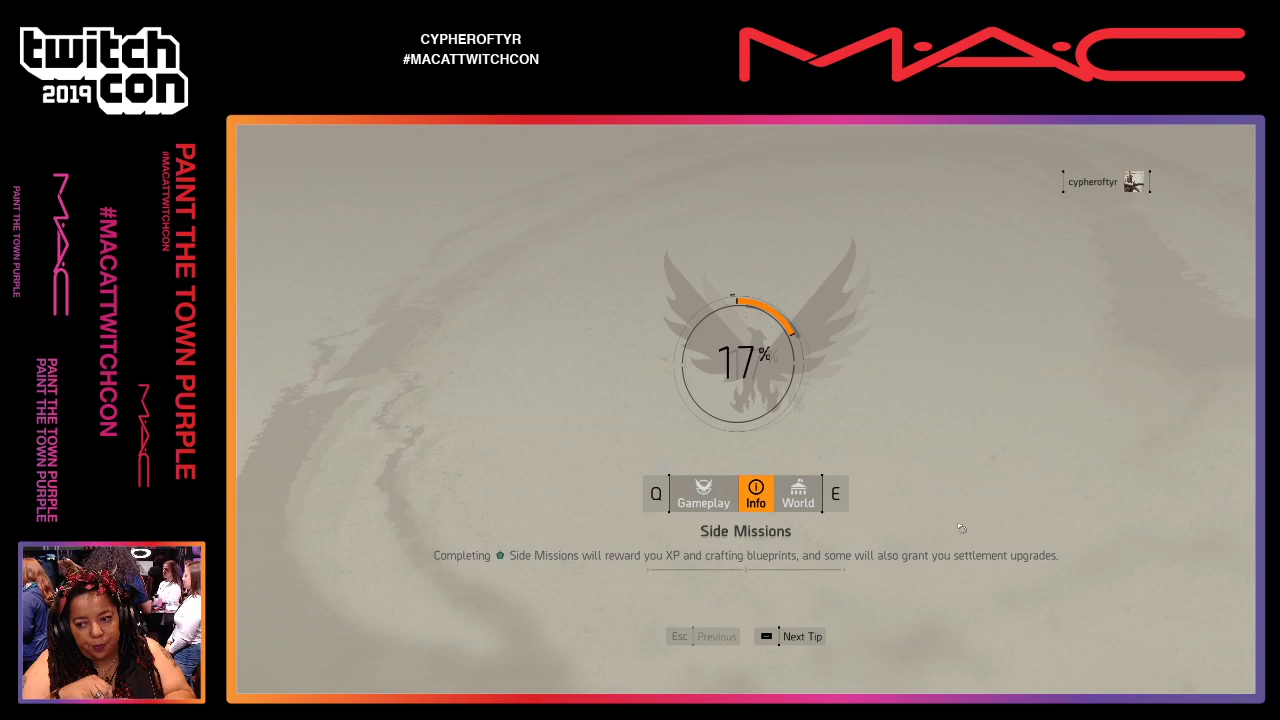 twitch
con
2019
CYPHEROFTYR
#MACATTWITCHCON
M·A·C
PAINT THE TOWN PURPLE
#MACATTWITCHCON
PAINT THE TOWN PURPLE
M·A·C
#MACATTWITCHCON
M·A·C
PAINT THE TOWN PURPLE
PAINT THE TOWN PURPLE
cypheroftyr
17%
Q Gameplay Info World E
Side Missions
Completing Side Missions will reward you XP and crafting blueprints, and some will also grant you settlement upgrades.
Esc Previous Next Tip